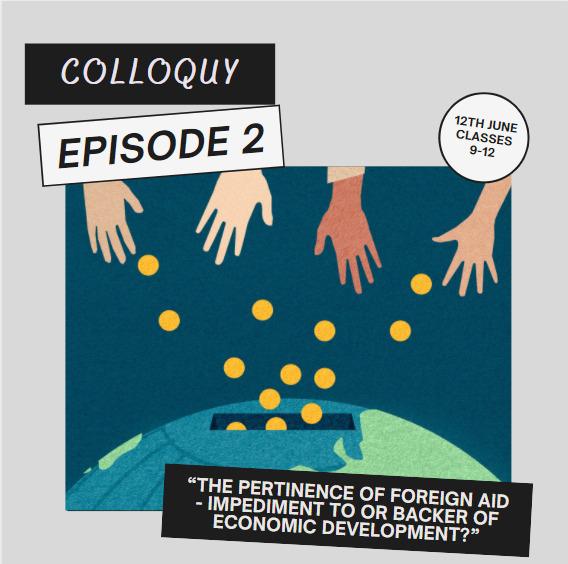 COLLOQUY
EPISODE 2
12TH JUNE
CLASSES
9-12
“THE PERTINENCE OF FOREIGN AID
- IMPEDIMENT TO OR BACKER OF
ECONOMIC DEVELOPMENT?”